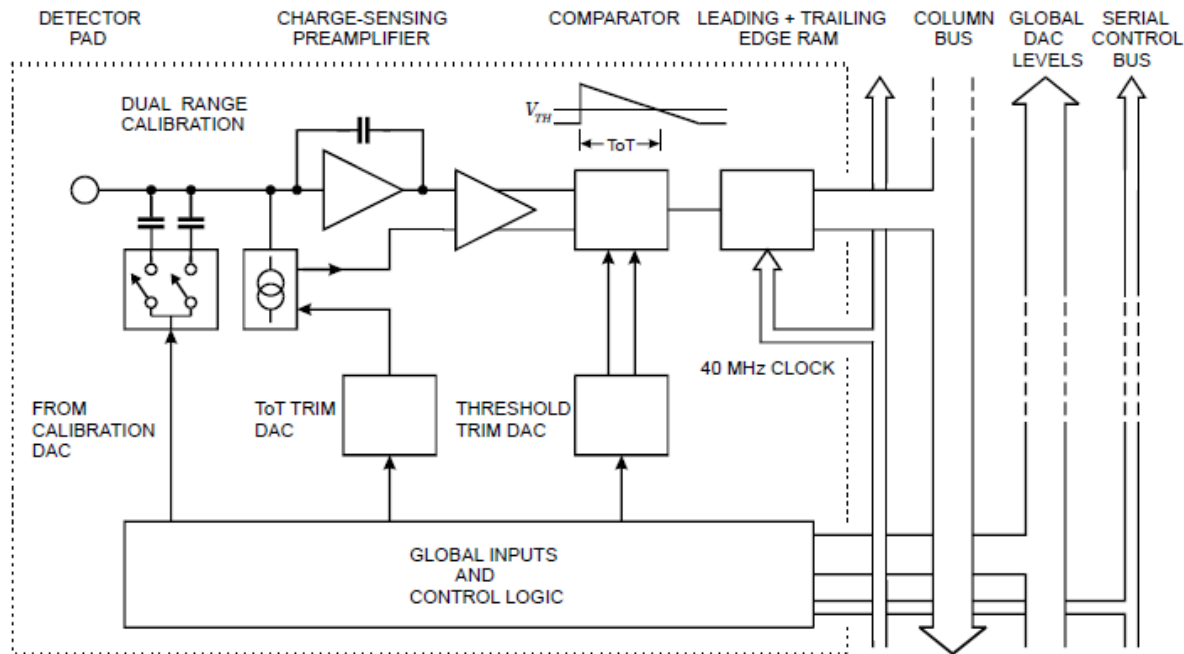 DETECTOR
PAD
CHARGE-SENSING
PREAMPLIFIER
COMPARATOR
LEADING + TRAILING
EDGE RAM
COLUMN
BUS
GLOBAL
DAC
LEVELS
SERIAL
CONTROL
BUS
DUAL RANGE
CALIBRATION
V_TH
ToT
40 MHz CLOCK
FROM
CALIBRATION
DAC
ToT TRIM
DAC
THRESHOLD
TRIM DAC
GLOBAL INPUTS
AND
CONTROL LOGIC